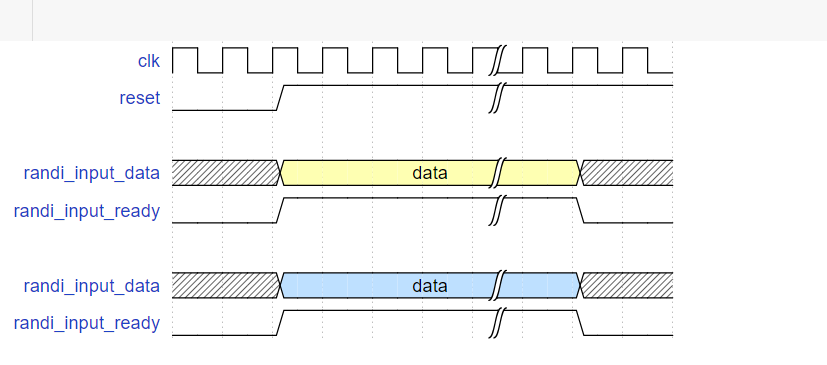 clk
reset
randi_input_data data
randi_input_ready
randi_input_data data
randi_input_ready